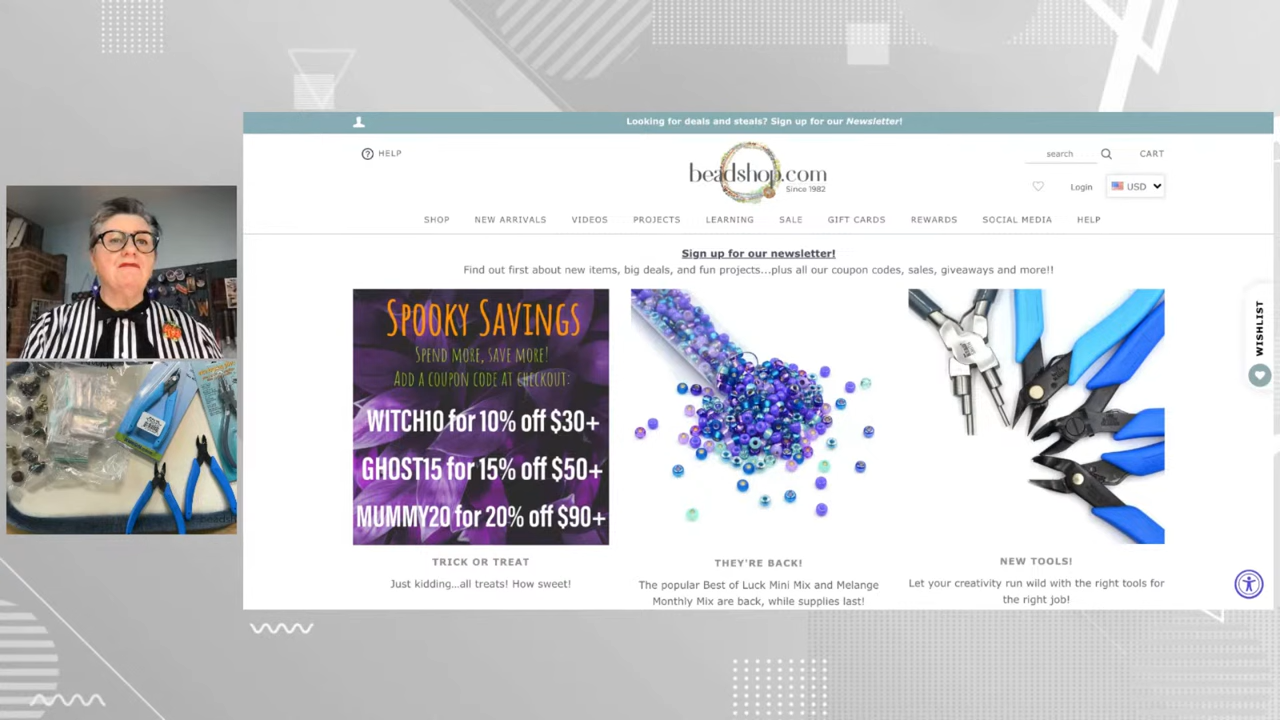 Looking for deals and steals? Sign up for our Newsletter!
HELP
beadshop.com
Since 1982
search
CART
Login
USD
SHOP NEW ARRIVALS VIDEOS PROJECTS LEARNING SALE GIFT CARDS REWARDS SOCIAL MEDIA HELP
Sign up for our newsletter!
Find out first about new items, big deals, and fun projects...plus all our coupon codes, sales, giveaways and more!!
SPOOKY SAVINGS
SPEND MORE, SAVE MORE!
ADD A COUPON CODE AT CHECKOUT:
WITCH10 for 10% off $30+
GHOST15 for 15% off $50+
MUMMY20 for 20% off $90+
TRICK OR TREAT
Just kidding...all treats! How sweet!
THEY'RE BACK!
The popular Best of Luck Mini Mix and Melange
Monthly Mix are back, while supplies last!
NEW TOOLS!
Let your creativity run wild with the right tools for
the right job!
WISHLIST